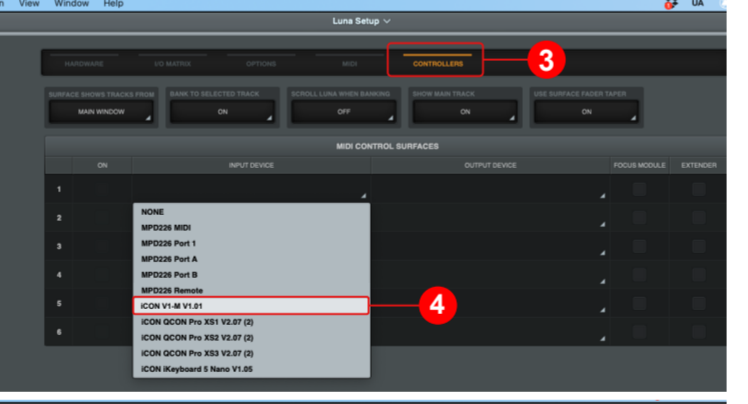 View Window Help UA
Luna Setup
HARDWARE I/O MATRIX OPTIONS MIDI CONTROLLERS 3
SURFACE SHOWS TRACKS FROM BANK TO SELECTED TRACK SCROLL LUNA WHEN BANKING SHOW MAIN TRACK USE SURFACE FADER TAPER
MAIN WINDOW ON OFF ON ON
MIDI CONTROL SURFACES
ON INPUT DEVICE OUTPUT DEVICE FOCUS MODULE EXTENDER
1
NONE
2
MPD226 MIDI
3 MPD226 Port 1
MPD226 Port A
4 MPD226 Port B
MPD226 Remote
5 iCON V1-M V1.01 4
iCON QCON Pro XS1 V2.07 (2)
6 iCON QCON Pro XS2 V2.07 (2)
iCON QCON Pro XS3 V2.07 (2)
iCON iKeyboard 5 Nano V1.05